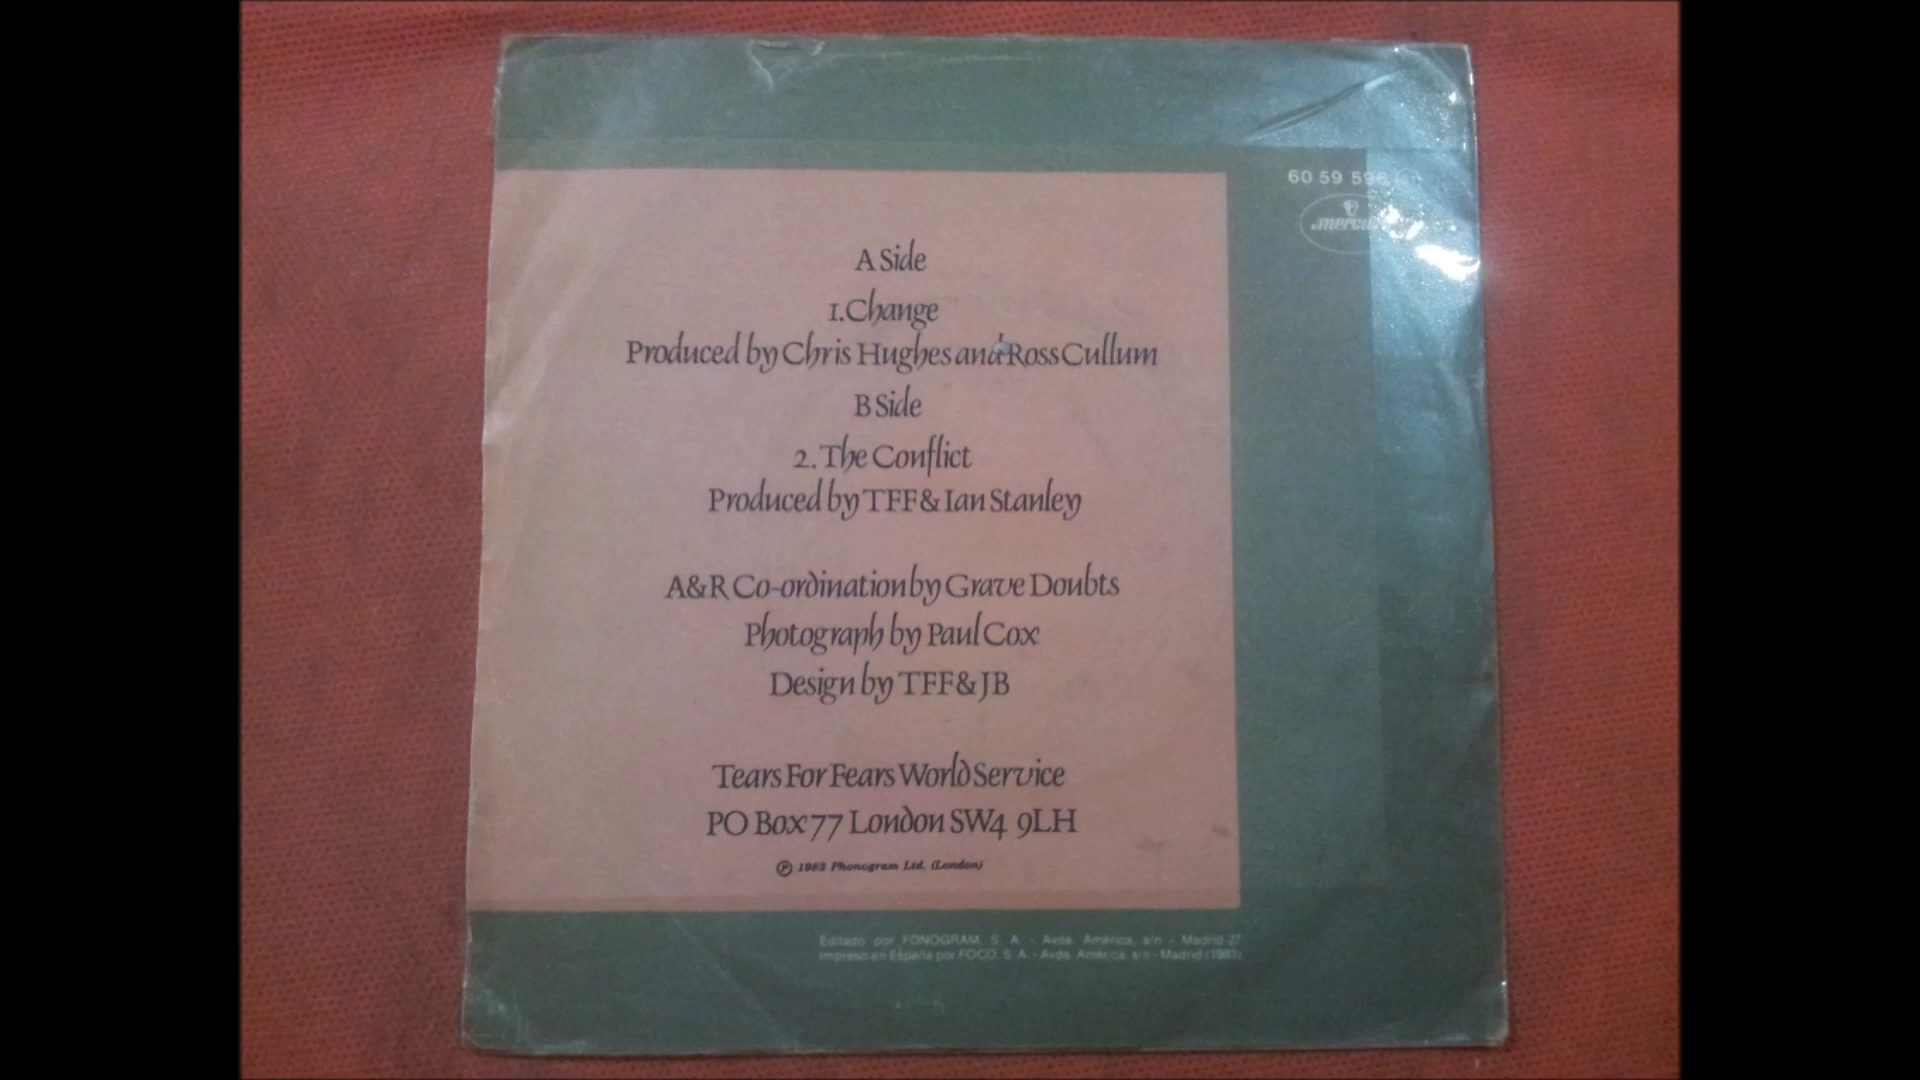 60 59 596
mercury
A Side
1. Change
Produced by Chris Hughes and Ross Cullum
B Side
2. The Conflict
Produced by TFF & Ian Stanley
A&R Co-ordination by Grave Doubts
Photograph by Paul Cox
Design by TFF & JB
Tears For Fears World Service
PO Box 77 London SW4 9LH
Ⓟ 1983 Phonogram Ltd. (London)
Editado por FONOGRAM, S. A. - Avda. América, s/n - Madrid-27
Impreso en España por FOCO, S. A. - Avda. América, s/n - Madrid (1983)